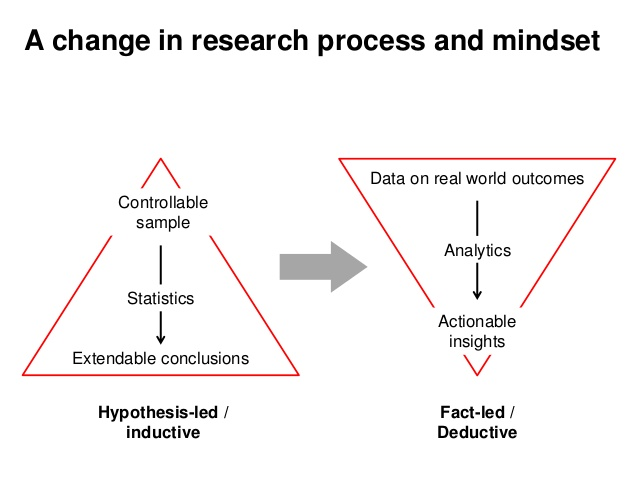 A change in research process and mindset
Controllable
sample
Statistics
Extendable conclusions
Hypothesis-led /
inductive
Data on real world outcomes
Analytics
Actionable
insights
Fact-led /
Deductive